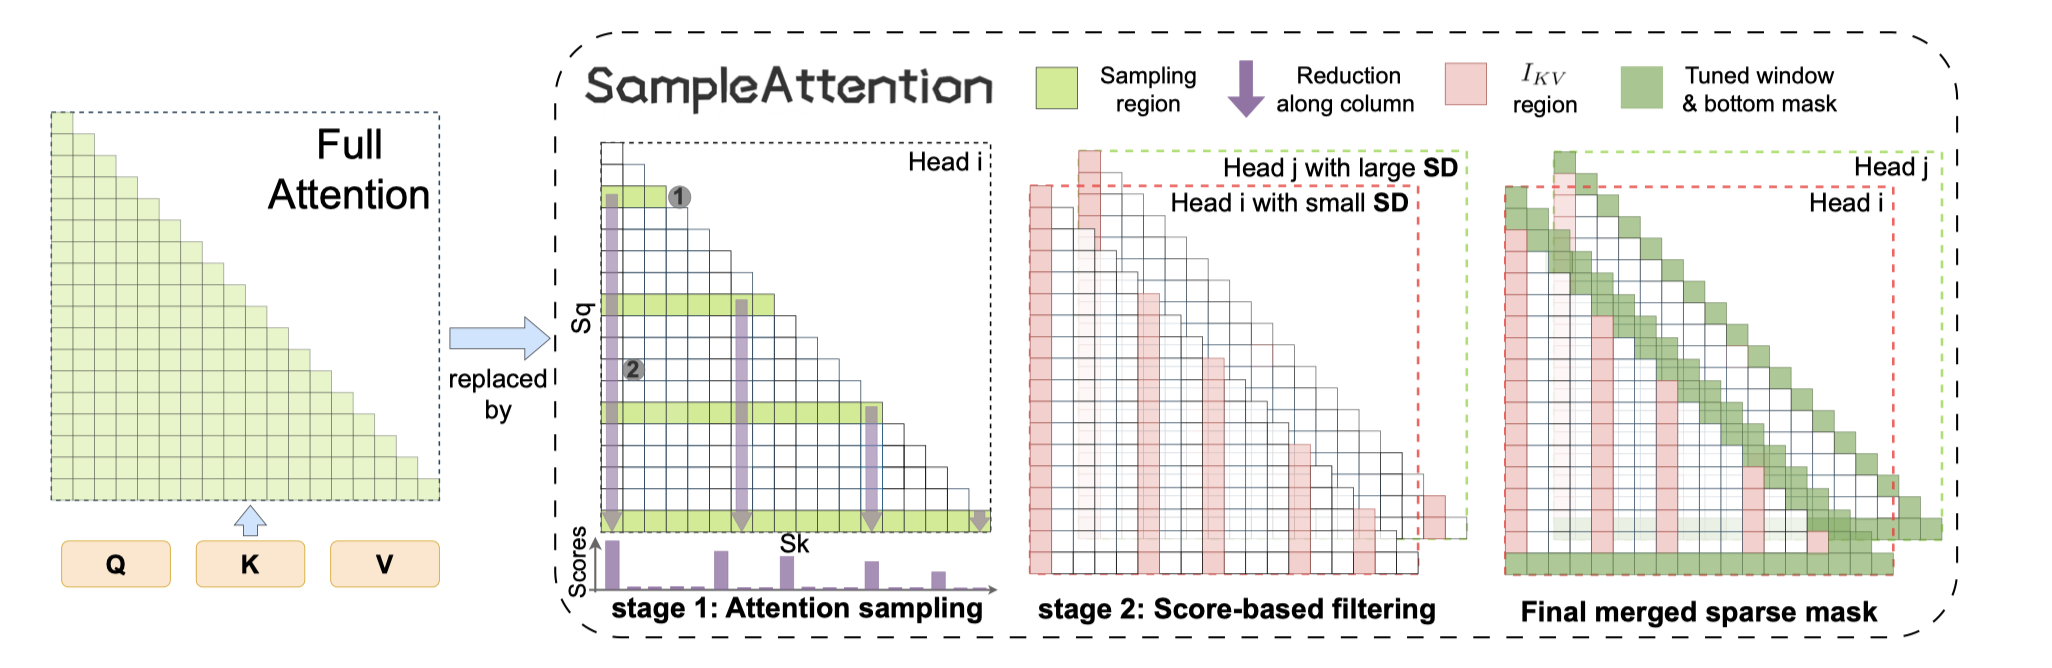 Full
Attention
Q
K
V
replaced
by
SampleAttention
Sampling
region
Reduction
along column
I_KV
region
Tuned window
& bottom mask
Head i
1
2
Sq
Sk
Scores
stage 1: Attention sampling
Head j with large SD
Head i with small SD
stage 2: Score-based filtering
Head j
Head i
Final merged sparse mask